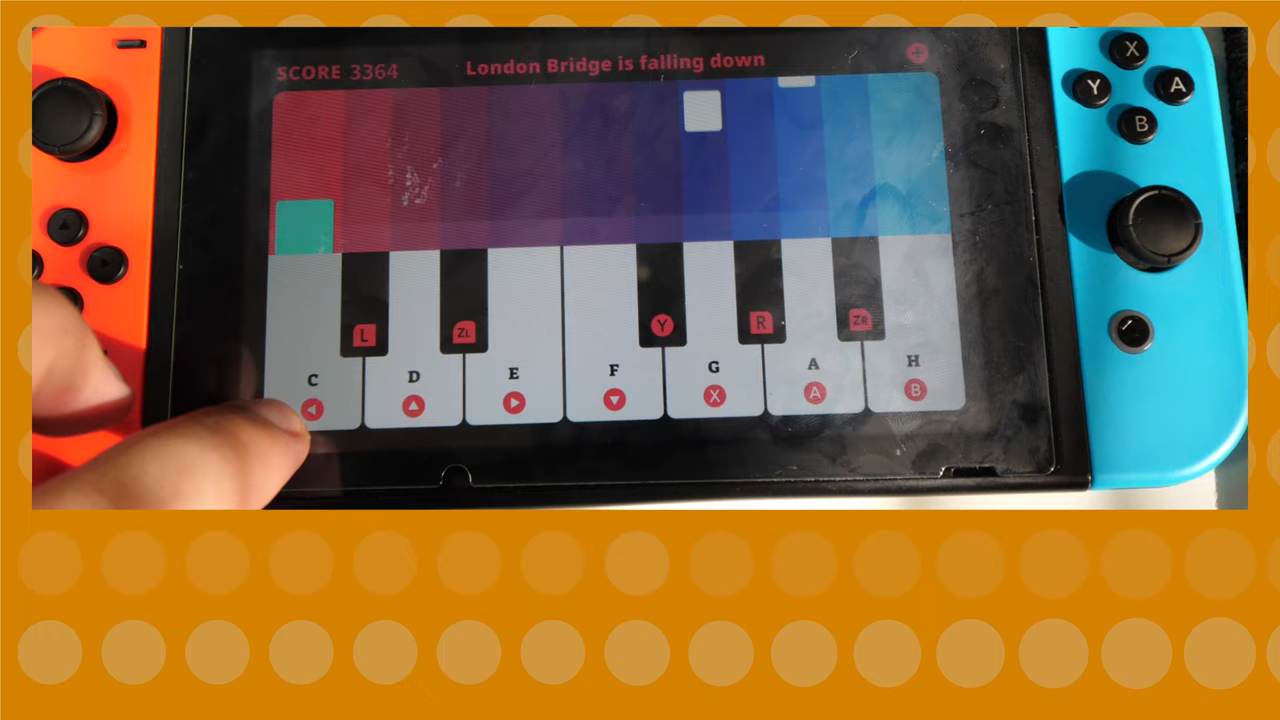 SCORE 3364
London Bridge is falling down
+
X
Y
A
B
L
ZL
Y
R
ZR
C
D
E
F
G
A
H
X
A
B